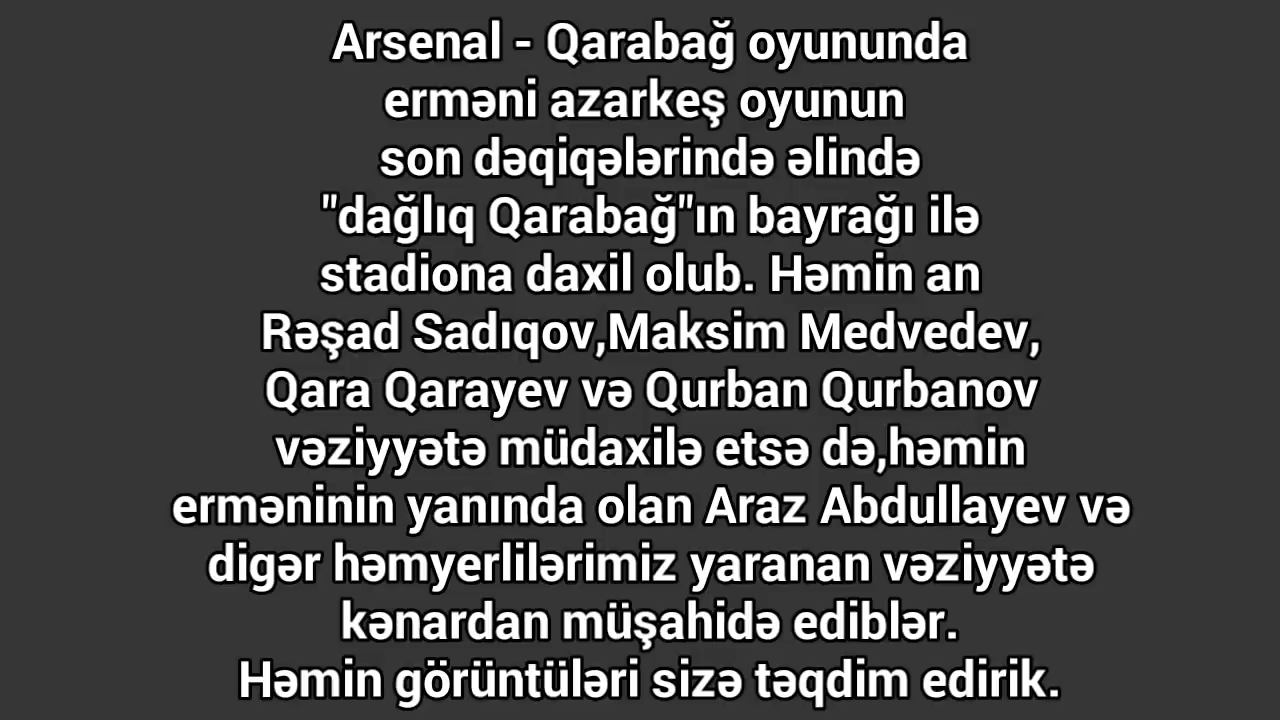 Arsenal - Qarabağ oyununda
erməni azarkeş oyunun
son dəqiqələrində əlində
"dağlıq Qarabağ"ın bayrağı ilə
stadiona daxil olub. Həmin an
Rəşad Sadıqov,Maksim Medvedev,
Qara Qarayev və Qurban Qurbanov
vəziyyətə müdaxilə etsə də,həmin
erməninin yanında olan Araz Abdullayev və
digər həmyerlilərimiz yaranan vəziyyətə
kənardan müşahidə ediblər.
Həmin görüntüləri sizə təqdim edirik.